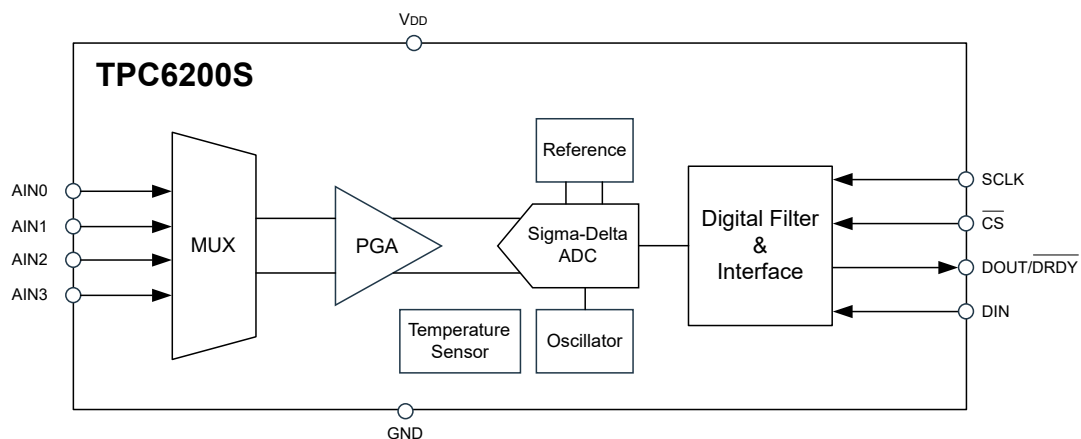 VDD
TPC6200S
AIN0
AIN1
AIN2
AIN3
MUX
PGA
Reference
Sigma-Delta
ADC
Temperature
Sensor
Oscillator
Digital Filter
&
Interface
SCLK
CS
DOUT/DRDY
DIN
GND